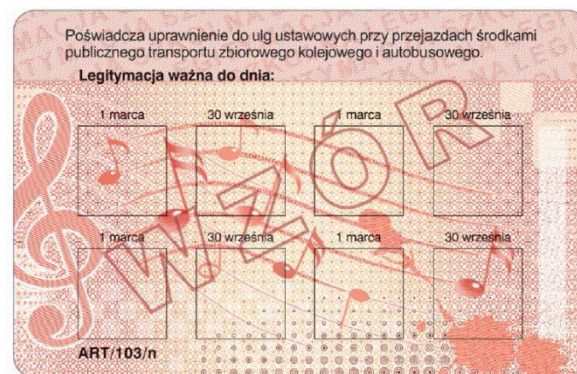 Poświadcza uprawnienie do ulg ustawowych przy przejazdach środkami
publicznego transportu zbiorowego kolejowego i autobusowego.
Legitymacja ważna do dnia:
1 marca 30 września 1 marca 30 września
1 marca 30 września 1 marca 30 września
WZÓR
ART/103/n